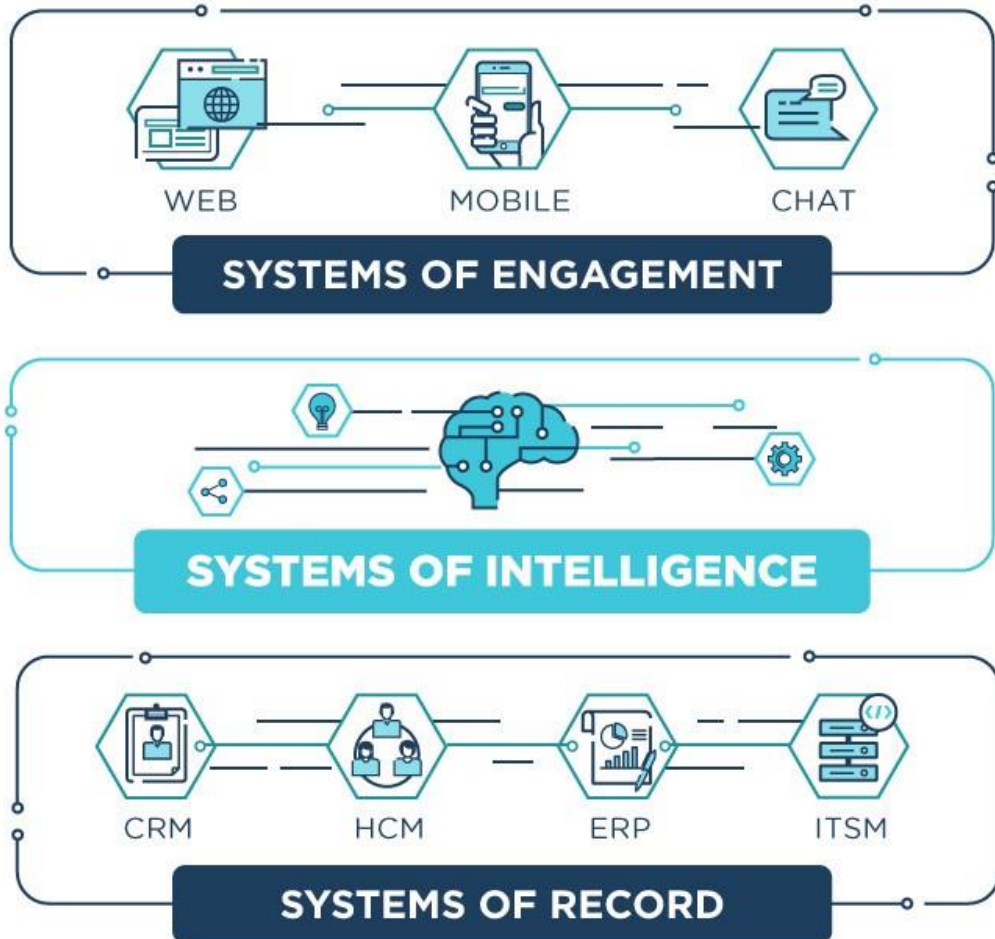 WEB
MOBILE
CHAT
SYSTEMS OF ENGAGEMENT
SYSTEMS OF INTELLIGENCE
</>
CRM
HCM
ERP
ITSM
SYSTEMS OF RECORD